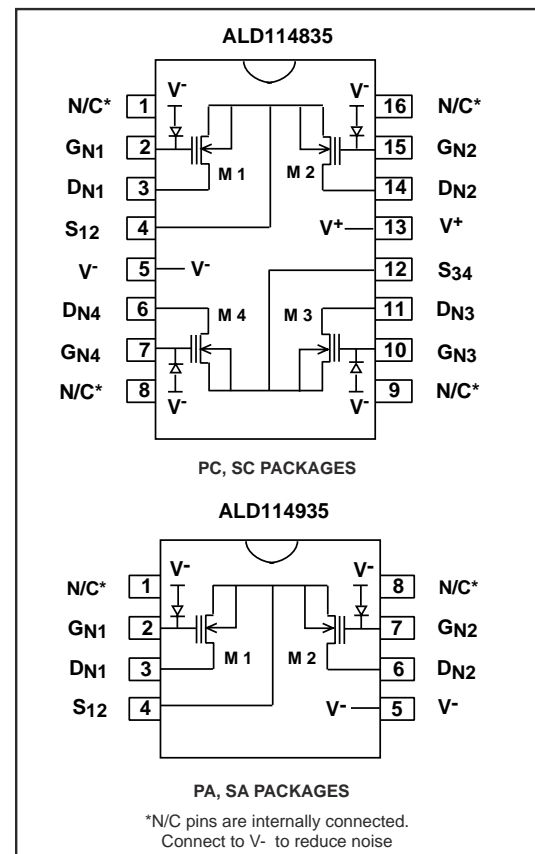 ALD114835
V- V-
N/C* 1 16 N/C*
GN1 2 15 GN2
M 1 M 2
DN1 3 14 DN2
S12 4 V+ 13 V+
V- 5 V- 12 S34
DN4 6 M 4 M 3 11 DN3
GN4 7 10 GN3
N/C* 8 V- V- 9 N/C*
PC, SC PACKAGES
ALD114935
V- V-
N/C* 1 8 N/C*
GN1 2 7 GN2
M 1 M 2
DN1 3 6 DN2
S12 4 V- 5 V-
PA, SA PACKAGES
*N/C pins are internally connected.
Connect to V- to reduce noise